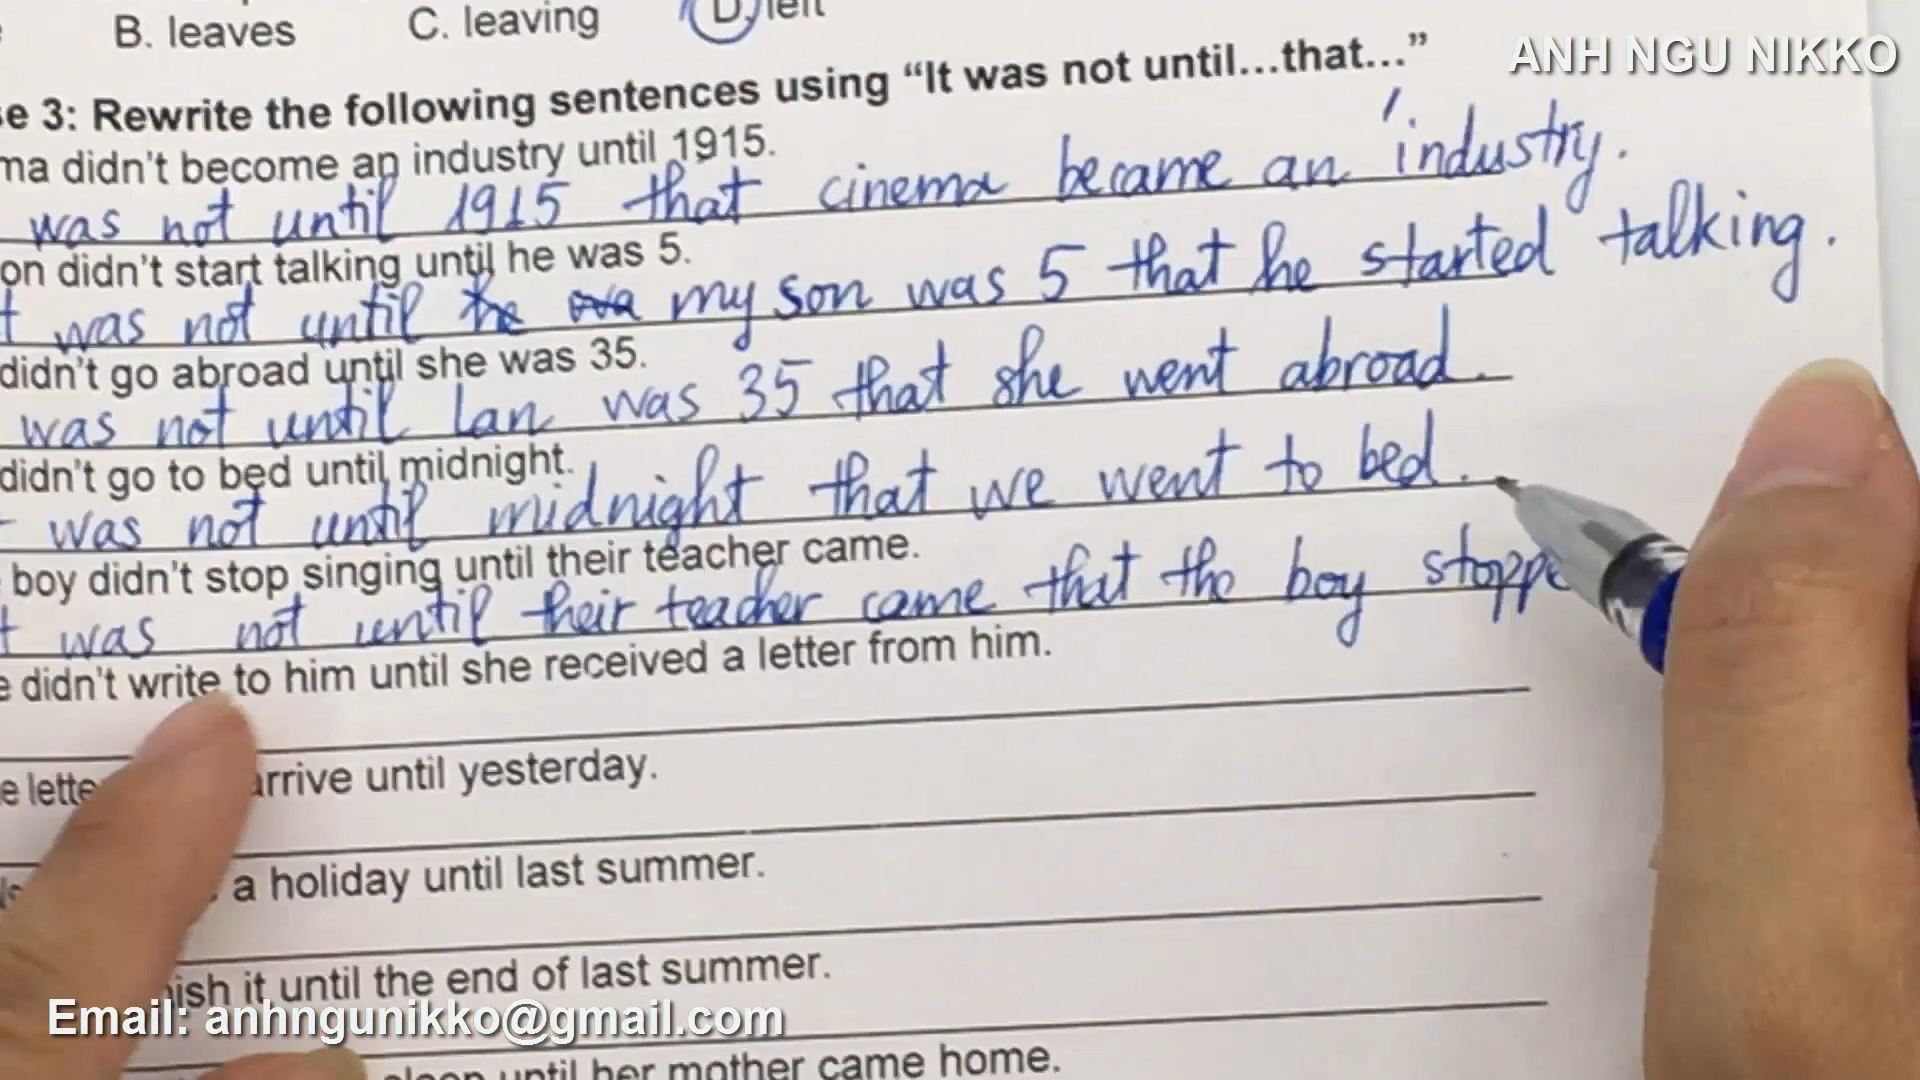 B. leaves C. leaving D. left
ANH NGU NIKKO
3: Rewrite the following sentences using “It was not until...that...”
didn't become an industry until 1915.
was not until 1915 that cinema became an industry.
didn't start talking until he was 5.
was not until my son was 5 that he started talking.
didn't go abroad until she was 35.
was not until Lan was 35 that she went abroad.
didn't go to bed until midnight.
was not until midnight that we went to bed.
boy didn't stop singing until their teacher came.
was not until their teacher came that the boy
didn't write to him until she received a letter from him.
arrive until yesterday.
a holiday until last summer.
it until the end of last summer.
Email: anhngunikko@gmail.com
until her mother came home.